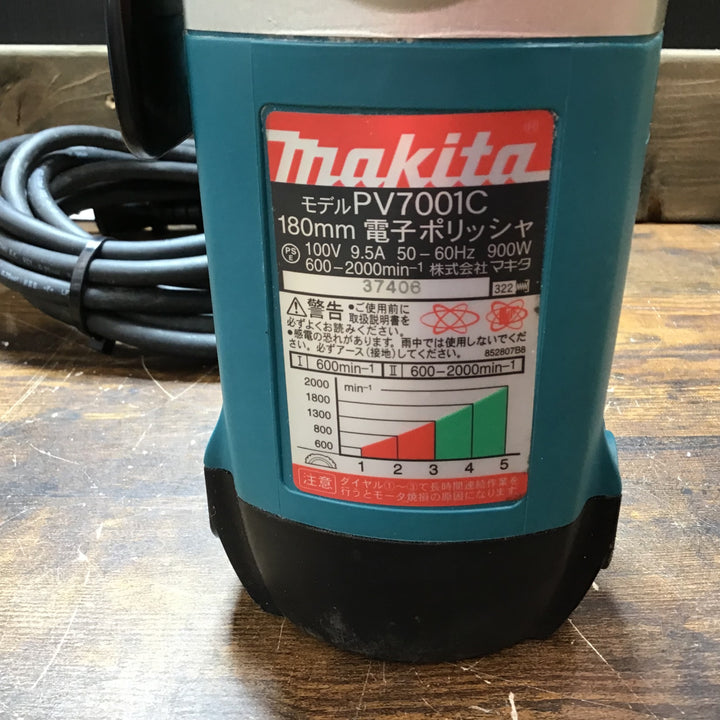 makita
モデルPV7001C
180mm 電子ポリッシャ
PS E 100V 9.5A 50-60Hz 900W
600-2000min-1 株式会社マキタ
37406
322
警告 •ご使用前に
取扱説明書を
必ずよくお読みください。
•感電の恐れがあります。雨中では使用しないでくだ
さい。必ずアース(接地)してください。
852807B8
I 600min-1 II 600-2000min-1
2000 min-1
1800
1300
800
600
1 2 3 4 5
注意 ダイヤル①~③で長時間連続作業を
行うとモータ焼損の原因になります。